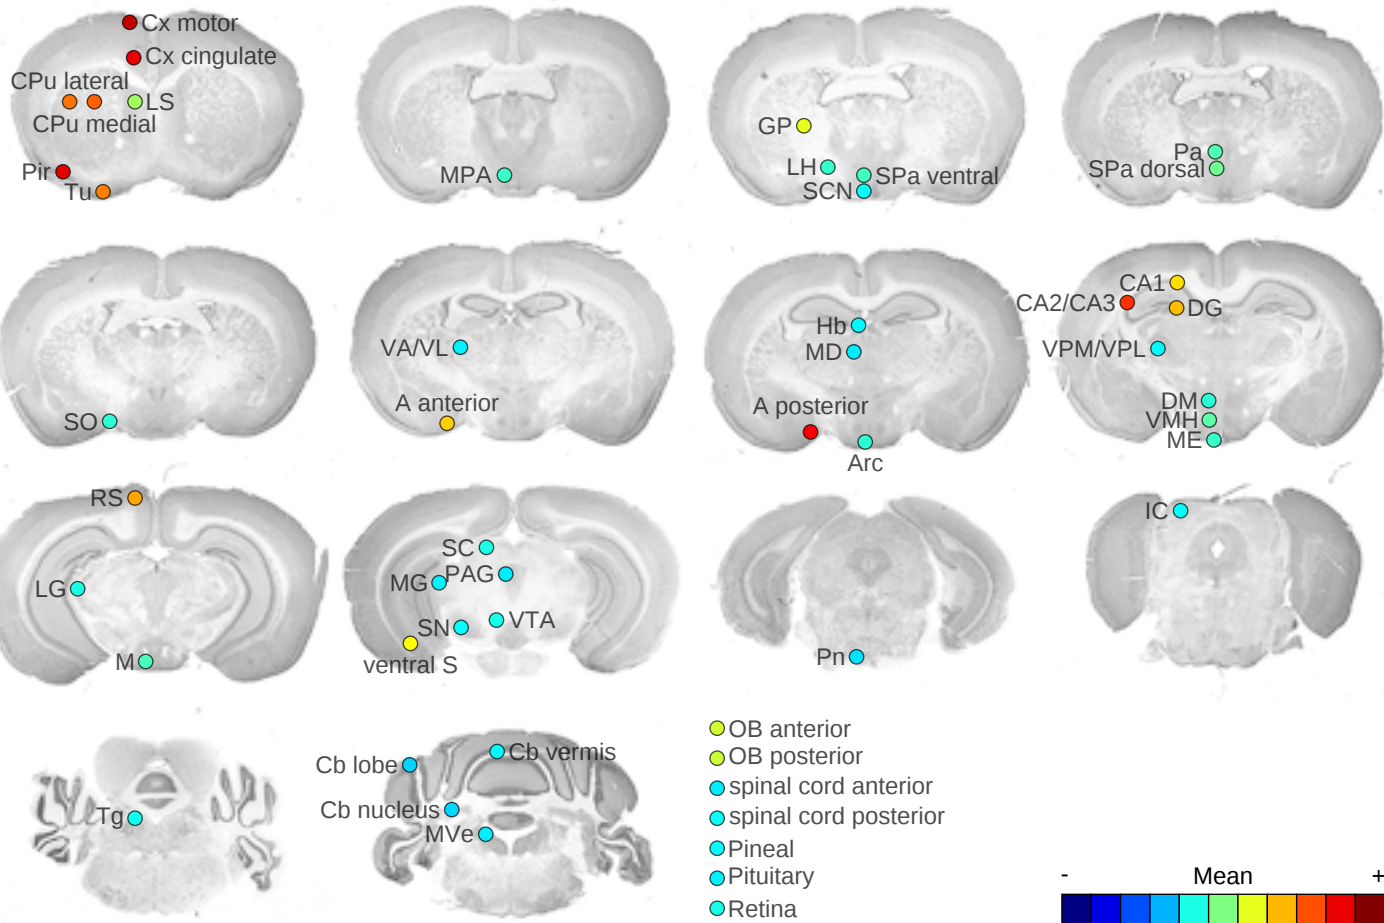 Cx motor
Cx cingulate
CPu lateral
LS
CPu medial
Pir
Tu
MPA
GP
LH
SPa ventral
SCN
Pa
SPa dorsal
SO
VA/VL
A anterior
Hb
MD
A posterior
Arc
CA1
CA2/CA3
DG
VPM/VPL
DM
VMH
ME
RS
LG
M
SC
MG
PAG
SN
VTA
ventral S
Pn
IC
Tg
Cb lobe
Cb vermis
Cb nucleus
MVe
OB anterior
OB posterior
spinal cord anterior
spinal cord posterior
Pineal
Pituitary
Retina
- Mean +